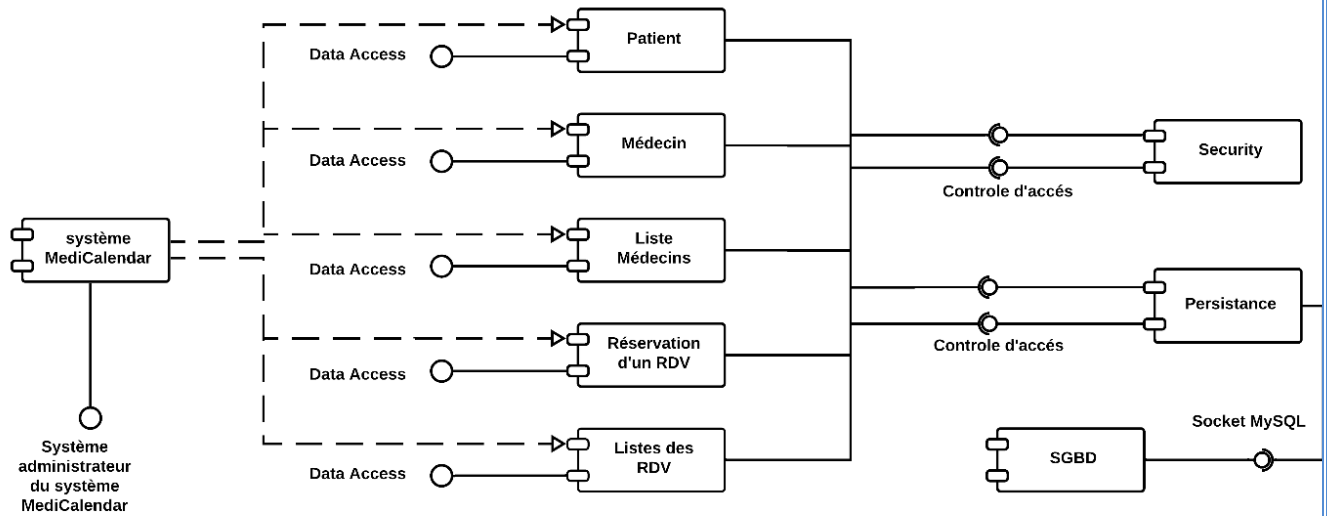 Patient
Data Access
Médecin
Data Access
Security
Controle d'accés
système
MediCalendar
Liste
Médecins
Data Access
Persistance
Controle d'accés
Réservation
d'un RDV
Data Access
Système
administrateur
du système
MediCalendar
Listes des
RDV
Data Access
SGBD
Socket MySQL